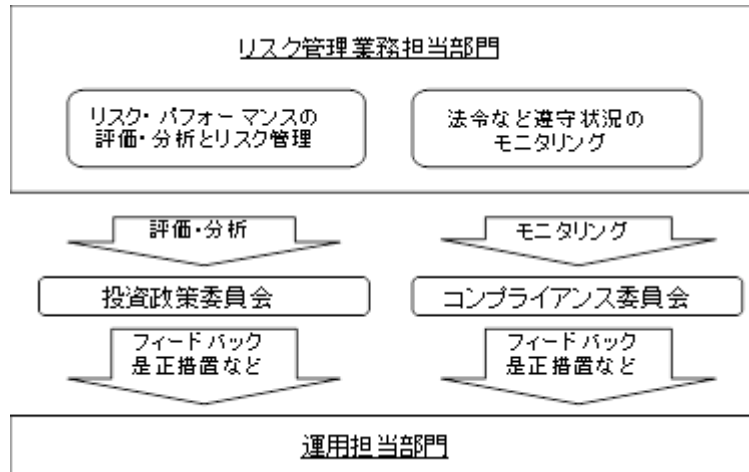 リスク管理業務担当部門
リスク・パフォーマンスの
評価・分析とリスク管理
法令など遵守状況の
モニタリング
評価・分析
モニタリング
投資政策委員会
コンプライアンス委員会
フィードバック
是正措置など
フィードバック
是正措置など
運用担当部門